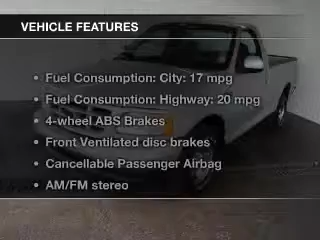 VEHICLE FEATURES
• Fuel Consumption: City: 17 mpg
• Fuel Consumption: Highway: 20 mpg
• 4-wheel ABS Brakes
• Front Ventilated disc brakes
• Cancellable Passenger Airbag
• AM/FM stereo